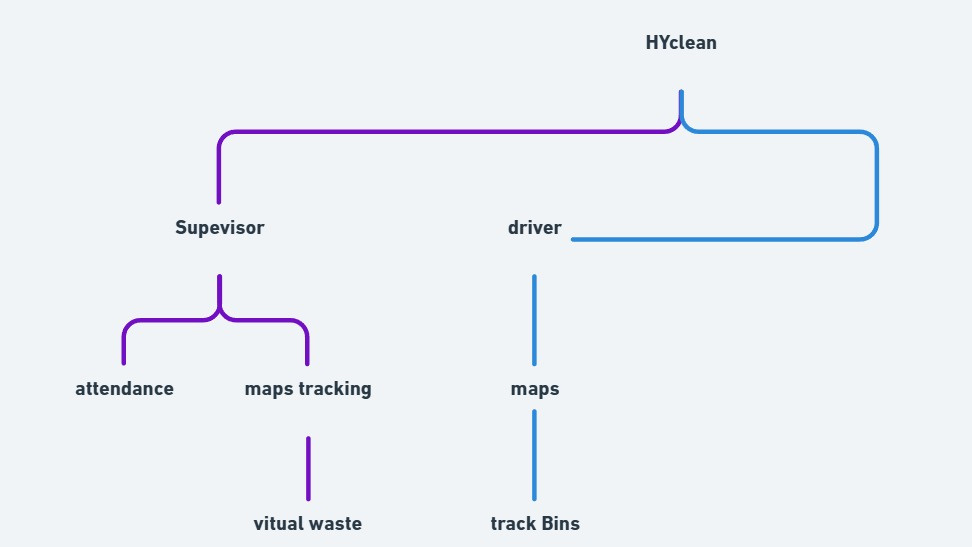 HYclean
Supevisor
driver
attendance
maps tracking
maps
vitual waste
track Bins